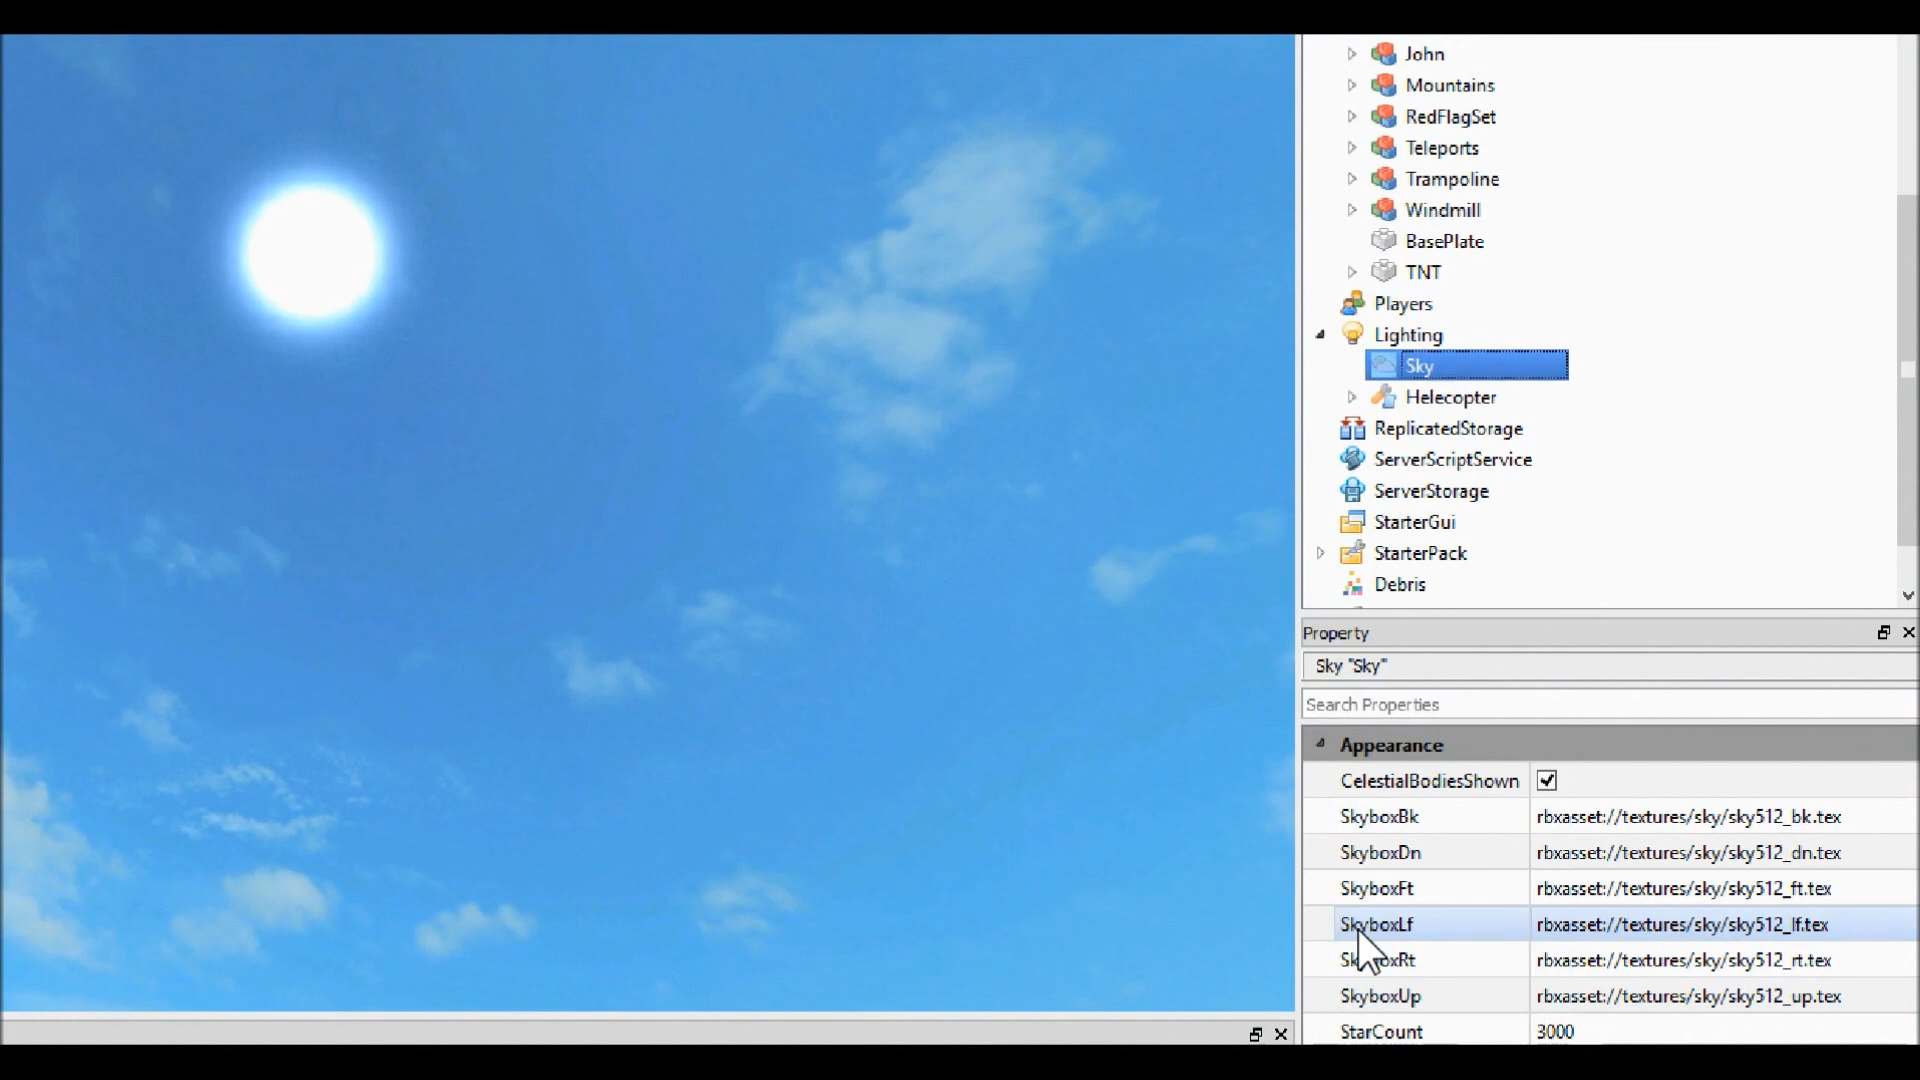 John
Mountains
RedFlagSet
Teleports
Trampoline
Windmill
BasePlate
TNT
Players
Lighting
Sky
Helecopter
ReplicatedStorage
ServerScriptService
ServerStorage
StarterGui
StarterPack
Debris
Property
Sky "Sky"
Search Properties
Appearance
CelestialBodiesShown
SkyboxBk rbxasset://textures/sky/sky512_bk.tex
SkyboxDn rbxasset://textures/sky/sky512_dn.tex
SkyboxFt rbxasset://textures/sky/sky512_ft.tex
SkyboxLf rbxasset://textures/sky/sky512_lf.tex
SkyboxRt rbxasset://textures/sky/sky512_rt.tex
SkyboxUp rbxasset://textures/sky/sky512_up.tex
StarCount 3000